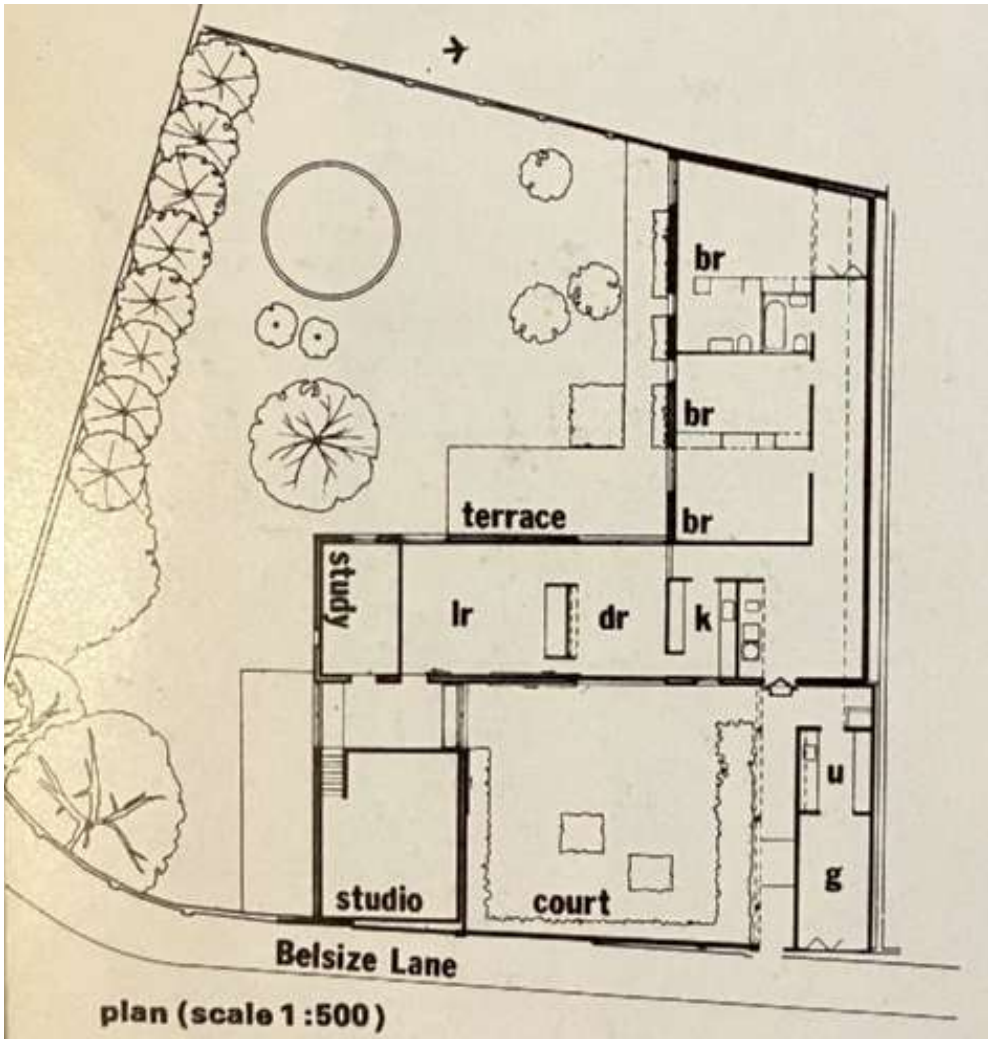 br
br
br
terrace
study
lr
dr
k
u
g
studio
court
Belsize Lane
plan (scale 1:500)